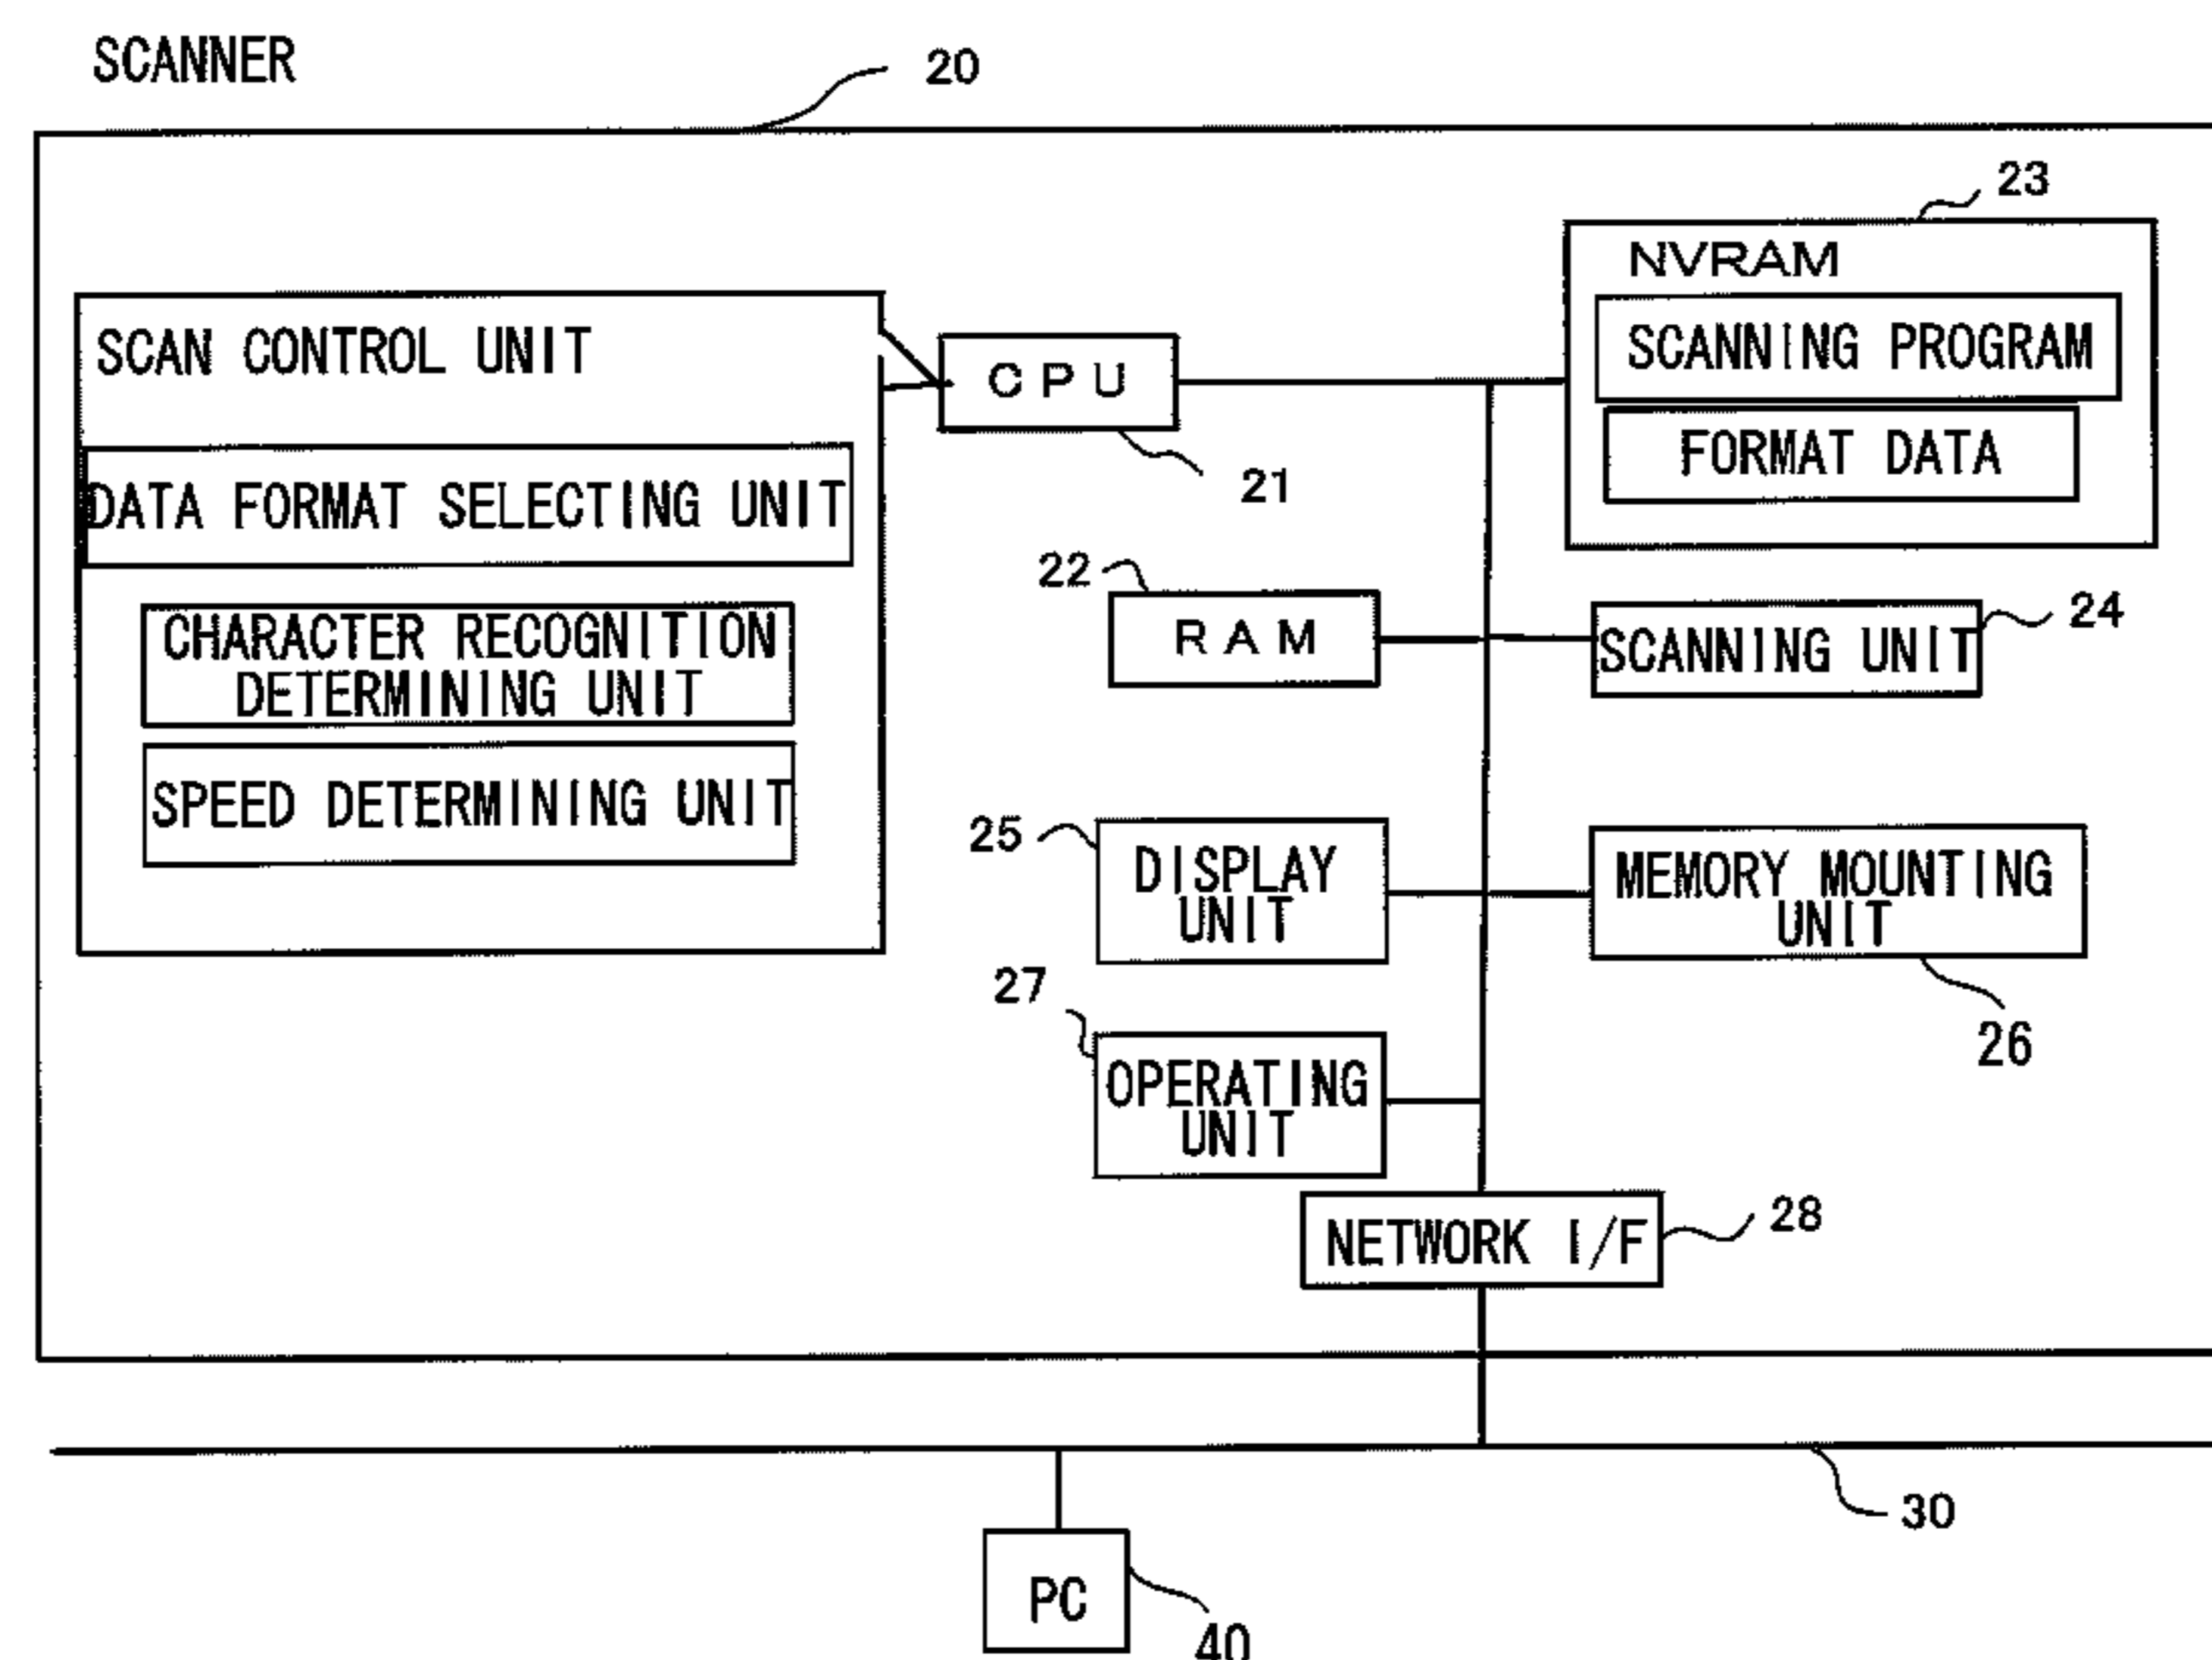 SCANNER
20
23
NVRAM
SCANNING PROGRAM
FORMAT DATA
SCAN CONTROL UNIT
DATA FORMAT SELECTING UNIT
CHARACTER RECOGNITION
DETERMINING UNIT
SPEED DETERMINING UNIT
CPU
21
22
RAM
24
SCANNING UNIT
25
DISPLAY
UNIT
MEMORY MOUNTING
UNIT
26
27
OPERATING
UNIT
NETWORK I/F
28
30
PC
40